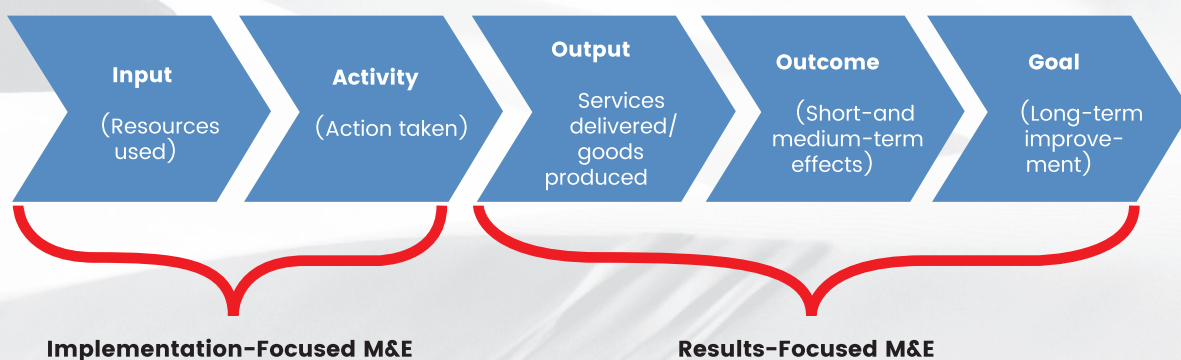 Input
(Resources
used)
Activity
(Action taken)
Output
Services
delivered/
goods
produced
Outcome
(Short-and
medium-term
effects)
Goal
(Long-term
improve-
ment)
Implementation-Focused M&E
Results-Focused M&E